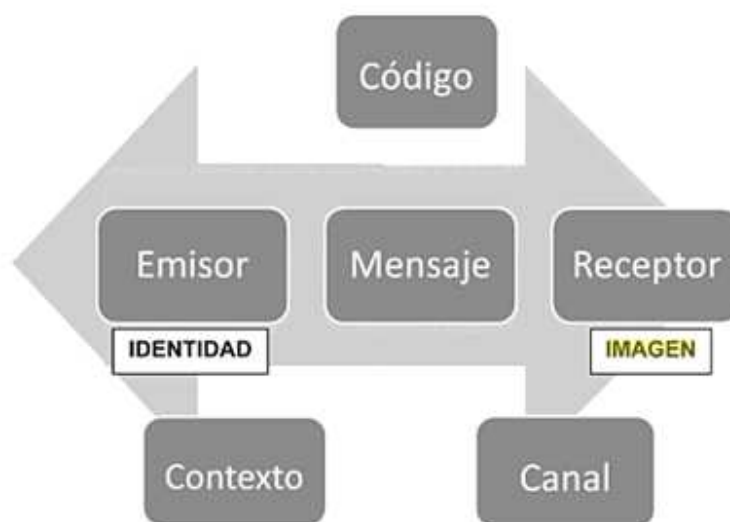 Código
Emisor
Mensaje
Receptor
IDENTIDAD
IMAGEN
Contexto
Canal